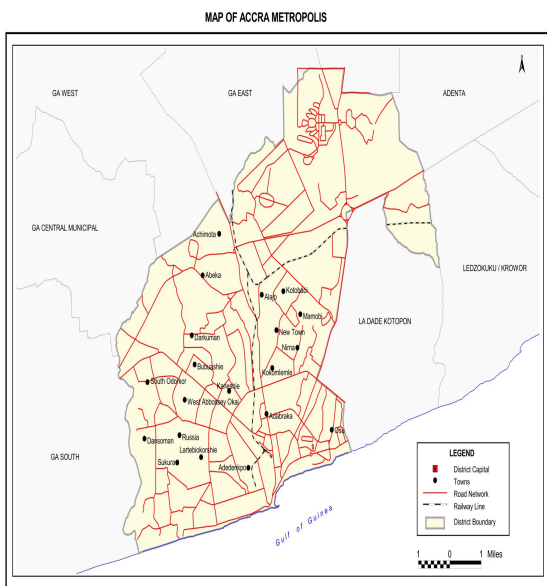 MAP OF ACCRA METROPOLIS
GA WEST
GA EAST
ADENTA
GA CENTRAL MUNICIPAL
Achimota
LEDZOKUKU / KROWOR
Abeka
Alajo
Kotobabi
Mamobi
LA DADE KOTOPON
New Town
Darkuman
Nima
Bubuashie
Kokomlemle
South Odorkor
Kaneshie
West Abbossey Okai
Adabraka
Osu
Dansoman
Russia
GA SOUTH
Lartebiokorshie
Sukura
Adedenkpo
Gulf of Guinea
LEGEND
District Capital
Towns
Road Network
Railway Line
District Boundary
1 0 1 Miles